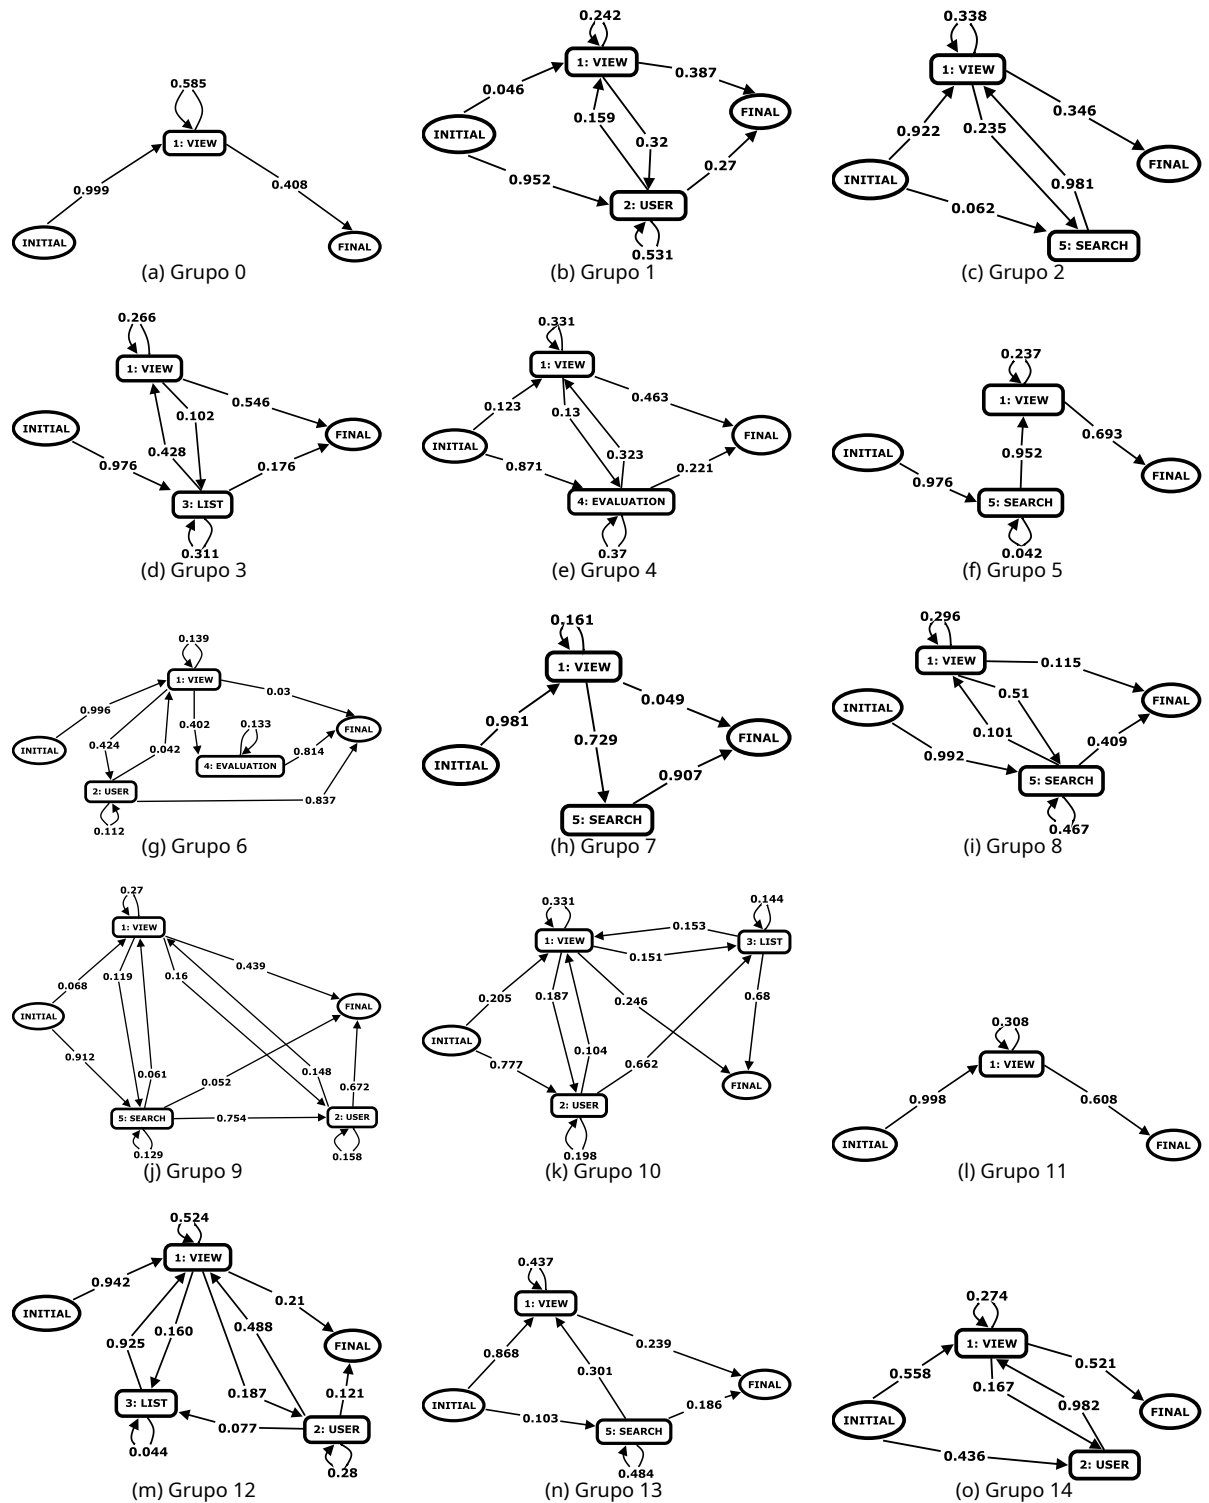 0.585
1: VIEW
0.999
0.408
INITIAL
FINAL
(a) Grupo 0
0.242
1: VIEW
0.387
0.046
0.159
FINAL
INITIAL
0.32
0.952
0.27
2: USER
0.531
(b) Grupo 1
0.338
1: VIEW
0.346
0.922
0.235
FINAL
INITIAL
0.981
0.062
5: SEARCH
(c) Grupo 2
0.266
1: VIEW
0.546
0.102
INITIAL
FINAL
0.428
0.976
0.176
3: LIST
0.311
(d) Grupo 3
0.331
1: VIEW
0.463
0.123
0.13
FINAL
INITIAL
0.323
0.871
0.221
4: EVALUATION
0.37
(e) Grupo 4
0.237
1: VIEW
0.693
INITIAL
0.952
FINAL
0.976
5: SEARCH
0.042
(f) Grupo 5
0.139
1: VIEW
0.03
0.996
0.402
0.133
FINAL
0.424
INITIAL
0.042
0.814
4: EVALUATION
2: USER
0.837
0.112
(g) Grupo 6
0.161
1: VIEW
0.049
0.981
0.729
FINAL
INITIAL
0.907
5: SEARCH
(h) Grupo 7
0.296
1: VIEW
0.115
0.51
FINAL
INITIAL
0.101
0.409
0.992
5: SEARCH
0.467
(i) Grupo 8
0.27
1: VIEW
0.439
0.119
0.16
0.068
FINAL
INITIAL
0.912
0.061
0.148
0.052
0.672
5: SEARCH
0.754
2: USER
0.129
0.158
(j) Grupo 9
0.331
0.144
0.153
1: VIEW
3: LIST
0.151
0.205
0.187
0.246
0.68
INITIAL
0.104
0.777
0.662
FINAL
2: USER
0.198
(k) Grupo 10
0.308
1: VIEW
0.998
0.608
INITIAL
FINAL
(l) Grupo 11
0.524
1: VIEW
0.942
0.21
INITIAL
0.160
0.488
0.925
FINAL
0.187
0.121
3: LIST
0.077
2: USER
0.044
0.28
(m) Grupo 12
0.437
1: VIEW
0.239
0.868
0.301
FINAL
INITIAL
0.186
0.103
5: SEARCH
0.484
(n) Grupo 13
0.274
1: VIEW
0.521
0.558
0.167
0.982
FINAL
INITIAL
0.436
2: USER
(o) Grupo 14